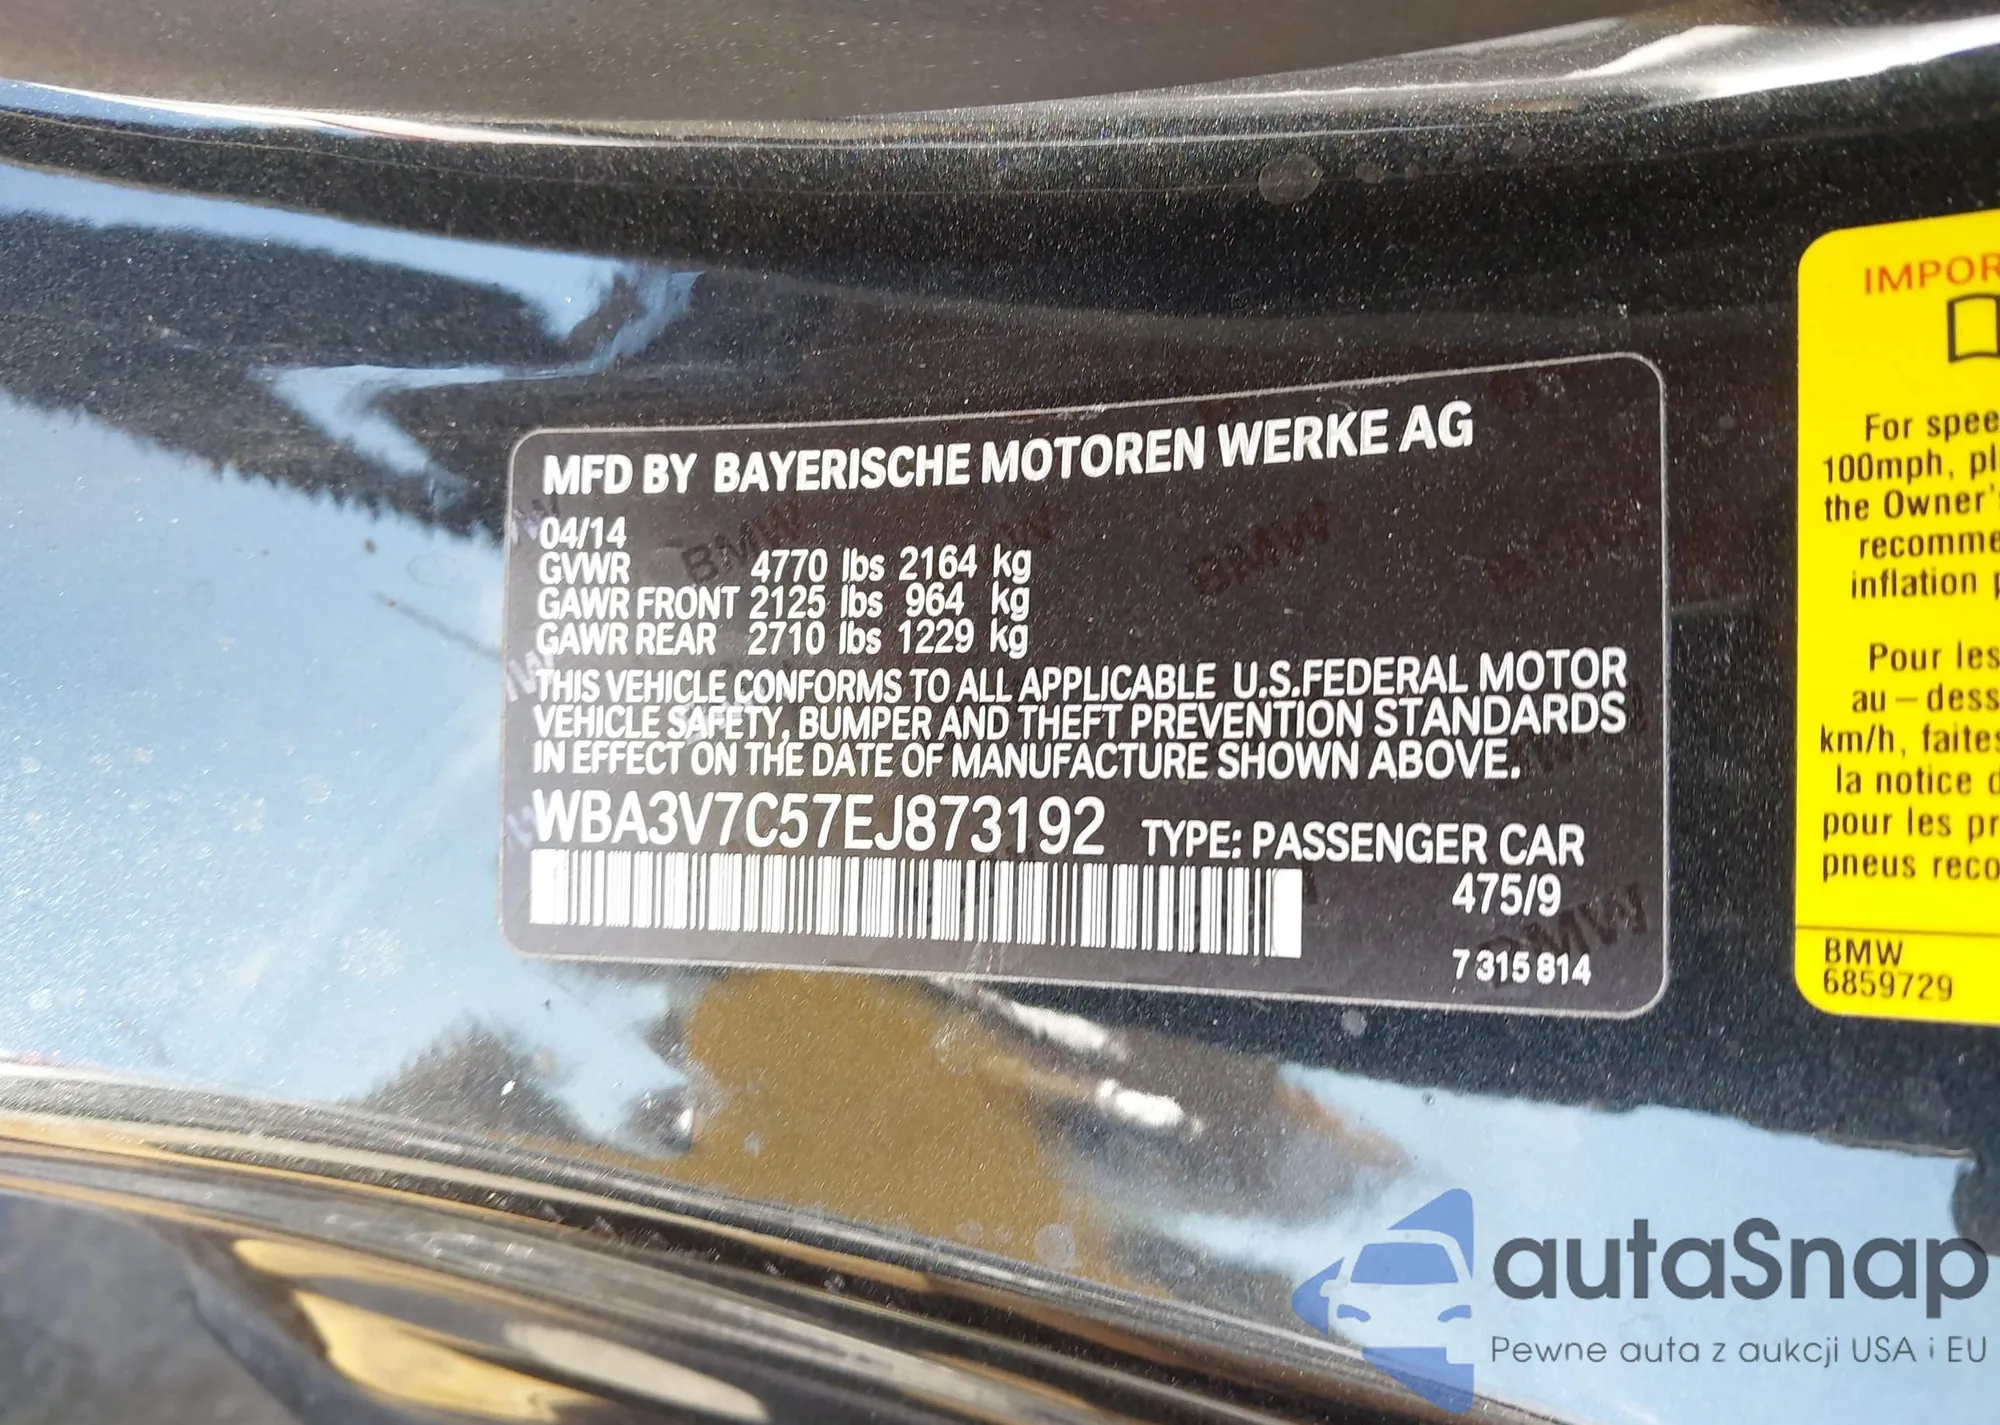 MFD BY BAYERISCHE MOTOREN WERKE AG
04/14
GVWR 4770 lbs 2164 kg
GAWR FRONT 2125 lbs 964 kg
GAWR REAR 2710 lbs 1229 kg
THIS VEHICLE CONFORMS TO ALL APPLICABLE U.S.FEDERAL MOTOR
VEHICLE SAFETY, BUMPER AND THEFT PREVENTION STANDARDS
IN EFFECT ON THE DATE OF MANUFACTURE SHOWN ABOVE.
WBA3V7C57EJ873192 TYPE: PASSENGER CAR
475/9
7 315 814
IMPOR
For spee
100mph, pl
the Owner's
recomme
inflation p
Pour les
au-dess
km/h, faites
la notice d
pour les pr
pneus reco
BMW
6859729
autaSnap
Pewne auta z aukcji USA i EU